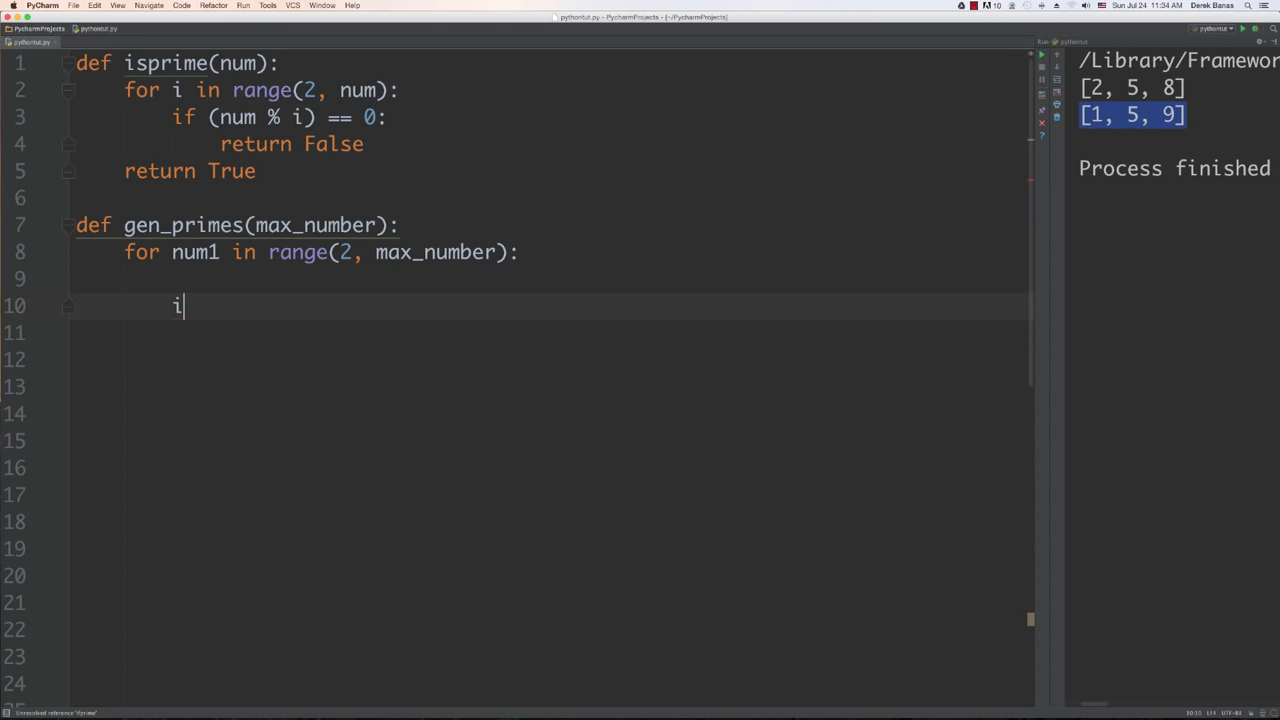 PyCharm File Edit View Navigate Code Refactor Run Tools VCS Window Help 10 Sun Jul 24 11:34 AM Derek Banas
pythontut.py - PycharmProjects - [~/PycharmProjects]
PycharmProjects pythontut.py pythontut
pythontut.py Run pythontut
1 def isprime(num):
2 for i in range(2, num):
3 if (num % i) == 0:
4 return False
5 return True
6
7 def gen_primes(max_number):
8 for num1 in range(2, max_number):
9
10 i
11
12
13
14
15
16
17
18
19
20
21
22
23
24
/Library/Framewor
[2, 5, 8]
[1, 5, 9]
Process finished
Unresolved reference 'ifprime' 10:10 LF≑ UTF-8≑